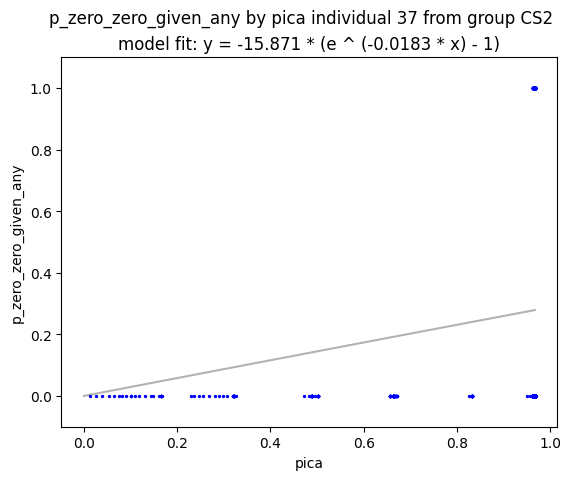 p_zero_zero_given_any by pica individual 37 from group CS2
model fit: y = -15.871 * (e ^ (-0.0183 * x) - 1)
1.0
0.8
0.6
0.4
0.2
0.0
p_zero_zero_given_any
0.0 0.2 0.4 0.6 0.8 1.0
pica